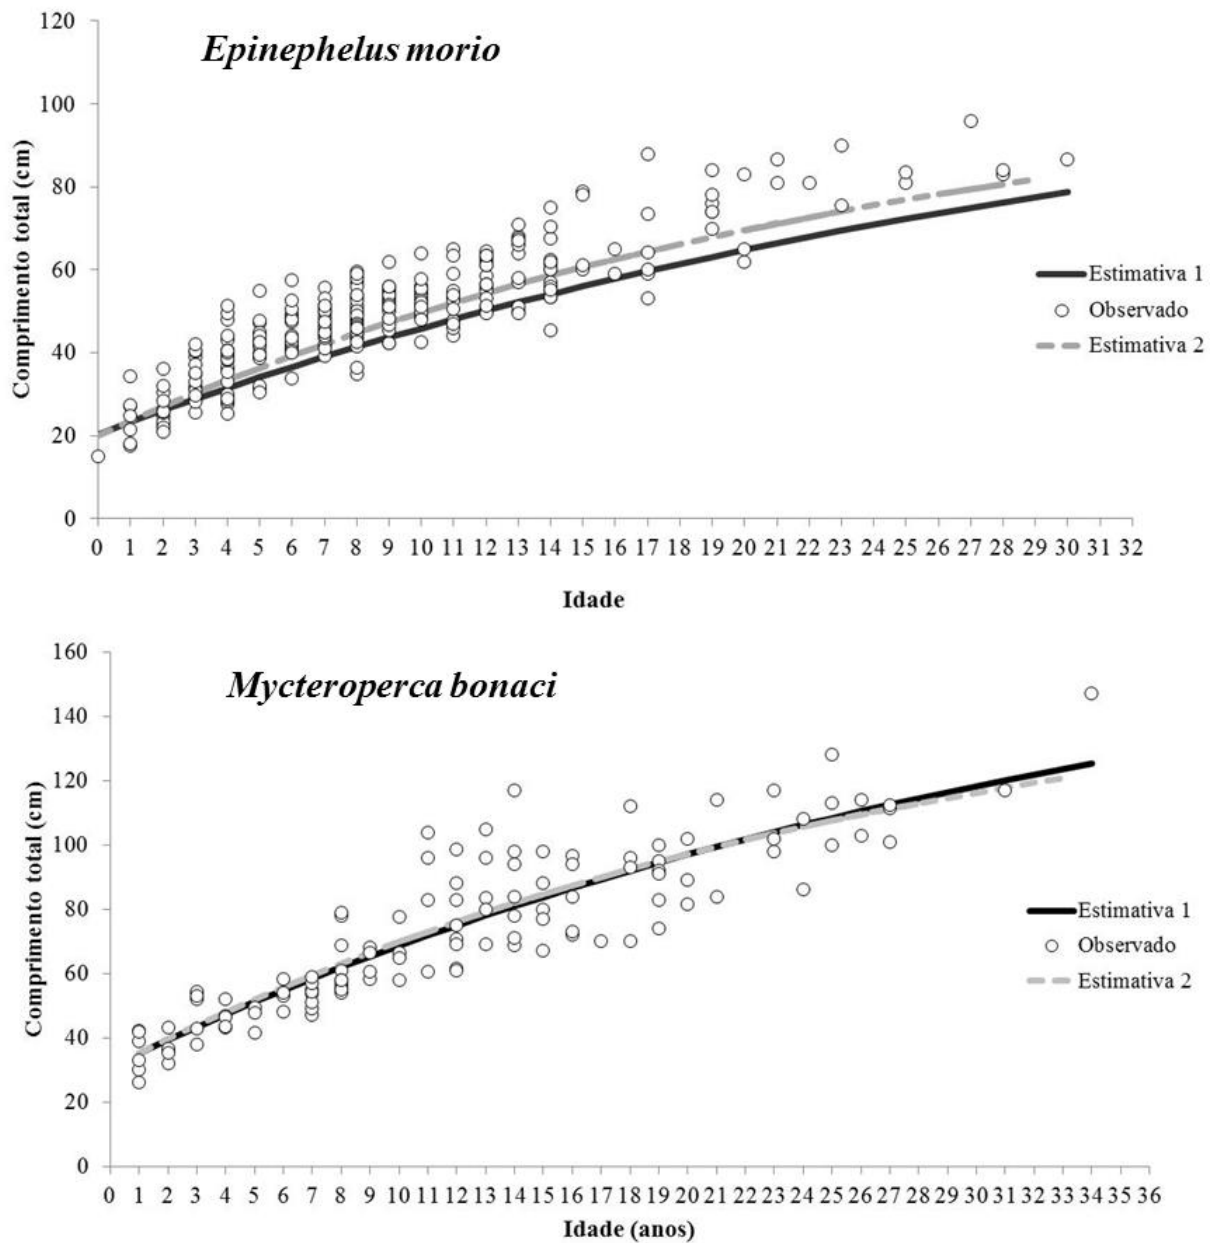 Epinephelus morio
Comprimento total (cm)
120
100
80
60
40
20
0
0 1 2 3 4 5 6 7 8 9 10 11 12 13 14 15 16 17 18 19 20 21 22 23 24 25 26 27 28 29 30 31 32
Idade
Estimativa 1
Observado
Estimativa 2
Mycteroperca bonaci
Comprimento total (cm)
160
140
120
100
80
60
40
20
0
0 1 2 3 4 5 6 7 8 9 10 11 12 13 14 15 16 17 18 19 20 21 22 23 24 25 26 27 28 29 30 31 32 33 34 35 36
Idade (anos)
Estimativa 1
Observado
Estimativa 2